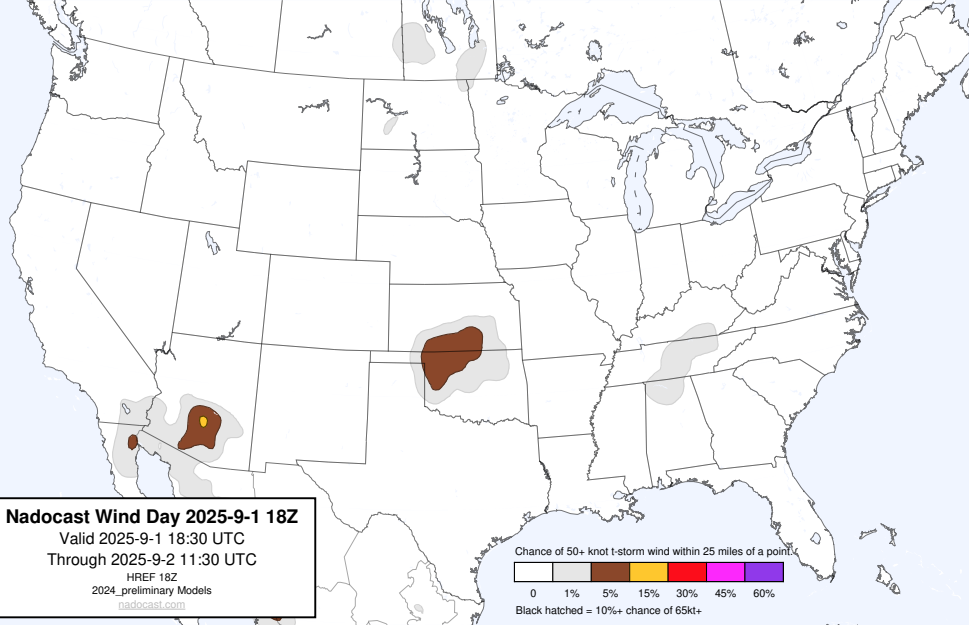 Nadocast Wind Day 2025-9-1 18Z
Valid 2025-9-1 18:30 UTC
Through 2025-9-2 11:30 UTC
HREF 18Z
2024_preliminary Models
nadocast.com
Chance of 50+ knot t-storm wind within 25 miles of a point.
0 1% 5% 15% 30% 45% 60%
Black hatched = 10%+ chance of 65kt+